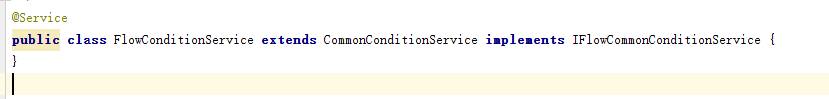 @Service
public class FlowConditionService extends CommonConditionService implements IFlowCommonConditionService {
}